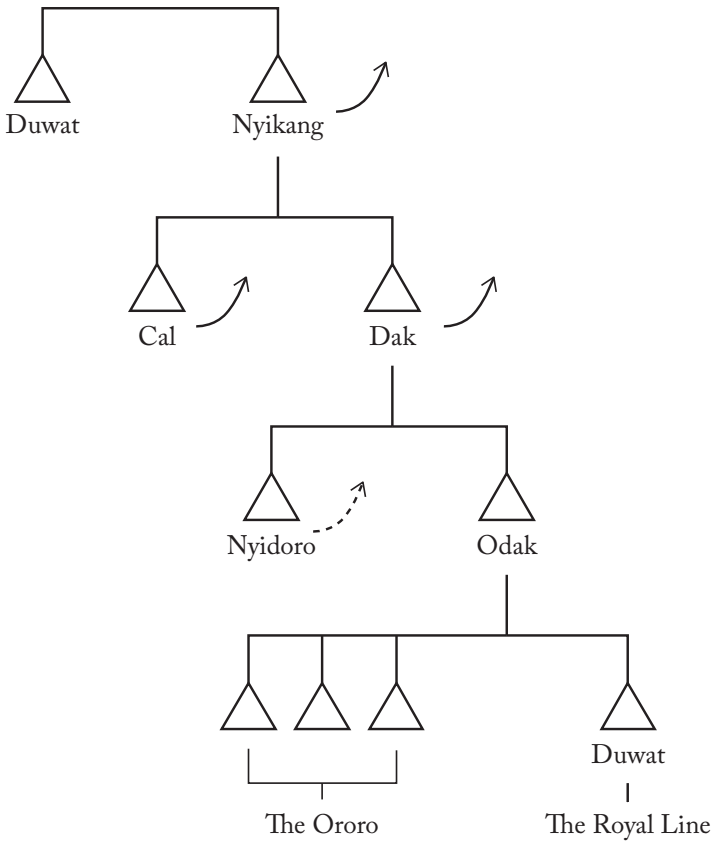 Duwat
Nyikang
Cal
Dak
Nyidoro
Odak
Duwat
The Ororo
The Royal Line